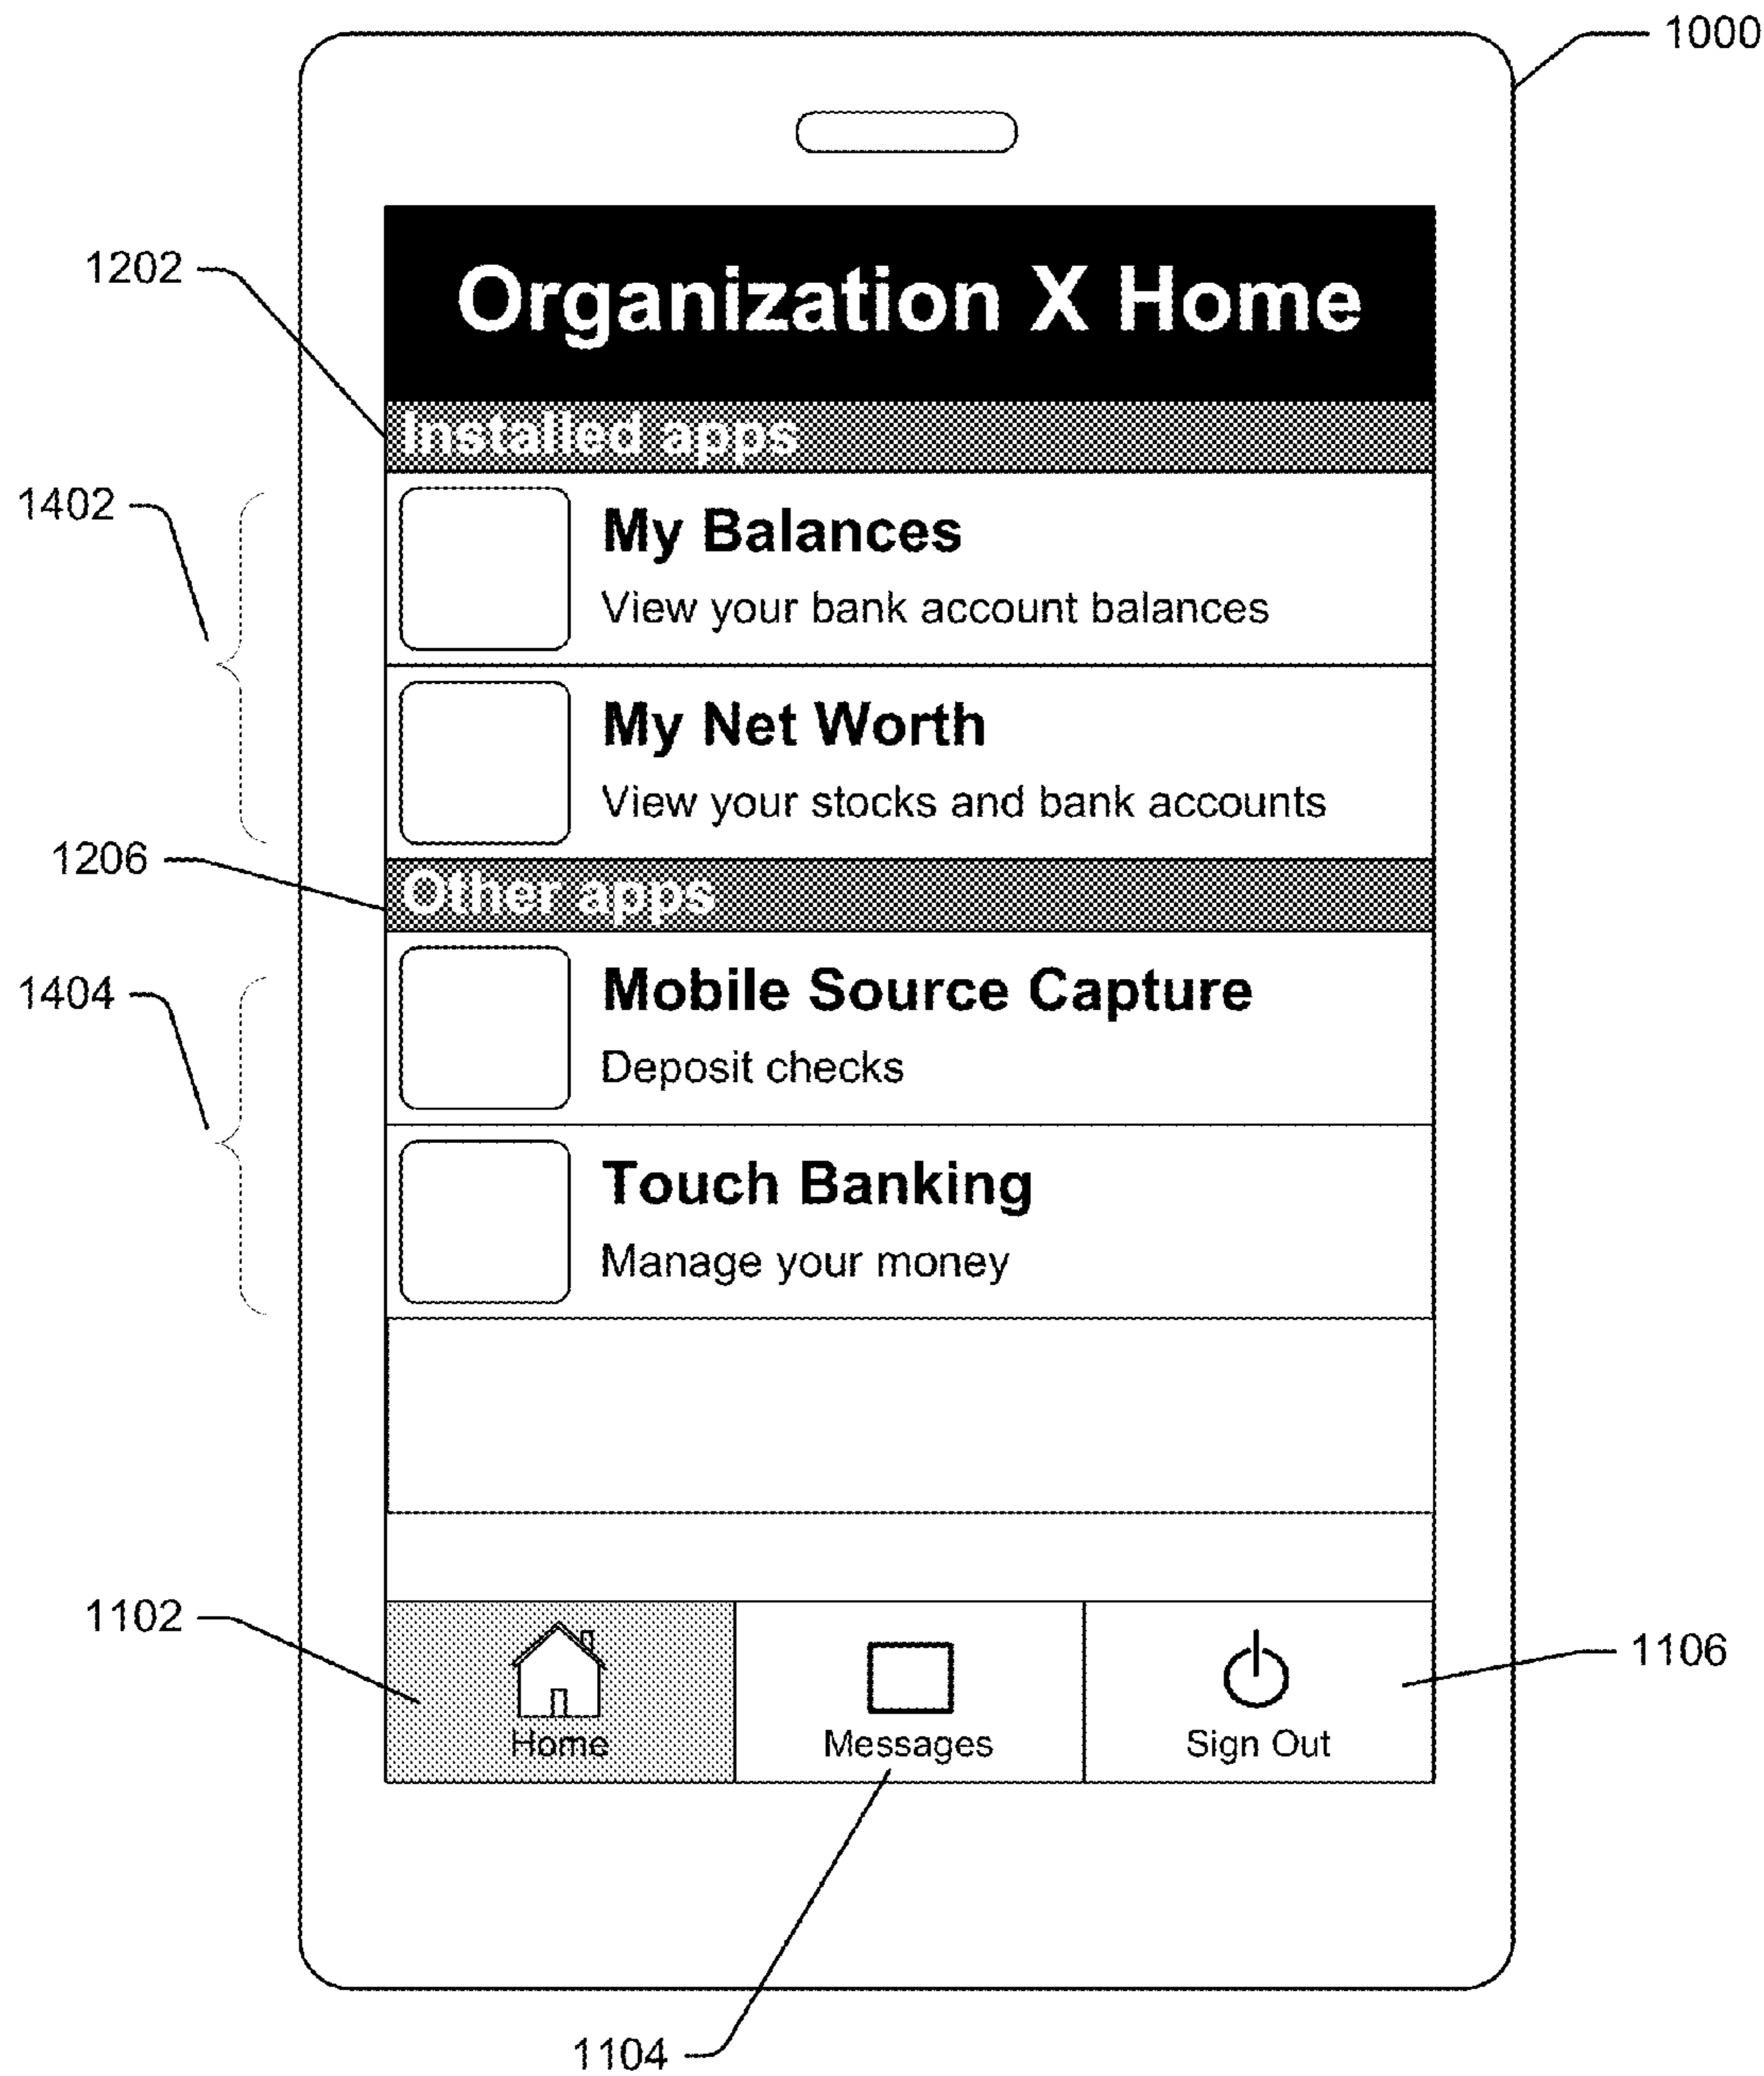 1000
Organization X Home
1202
Installed apps
1402
My Balances
View your bank account balances
My Net Worth
View your stocks and bank accounts
1206
Other apps
1404
Mobile Source Capture
Deposit checks
Touch Banking
Manage your money
1102
1106
Home
Messages
Sign Out
1104